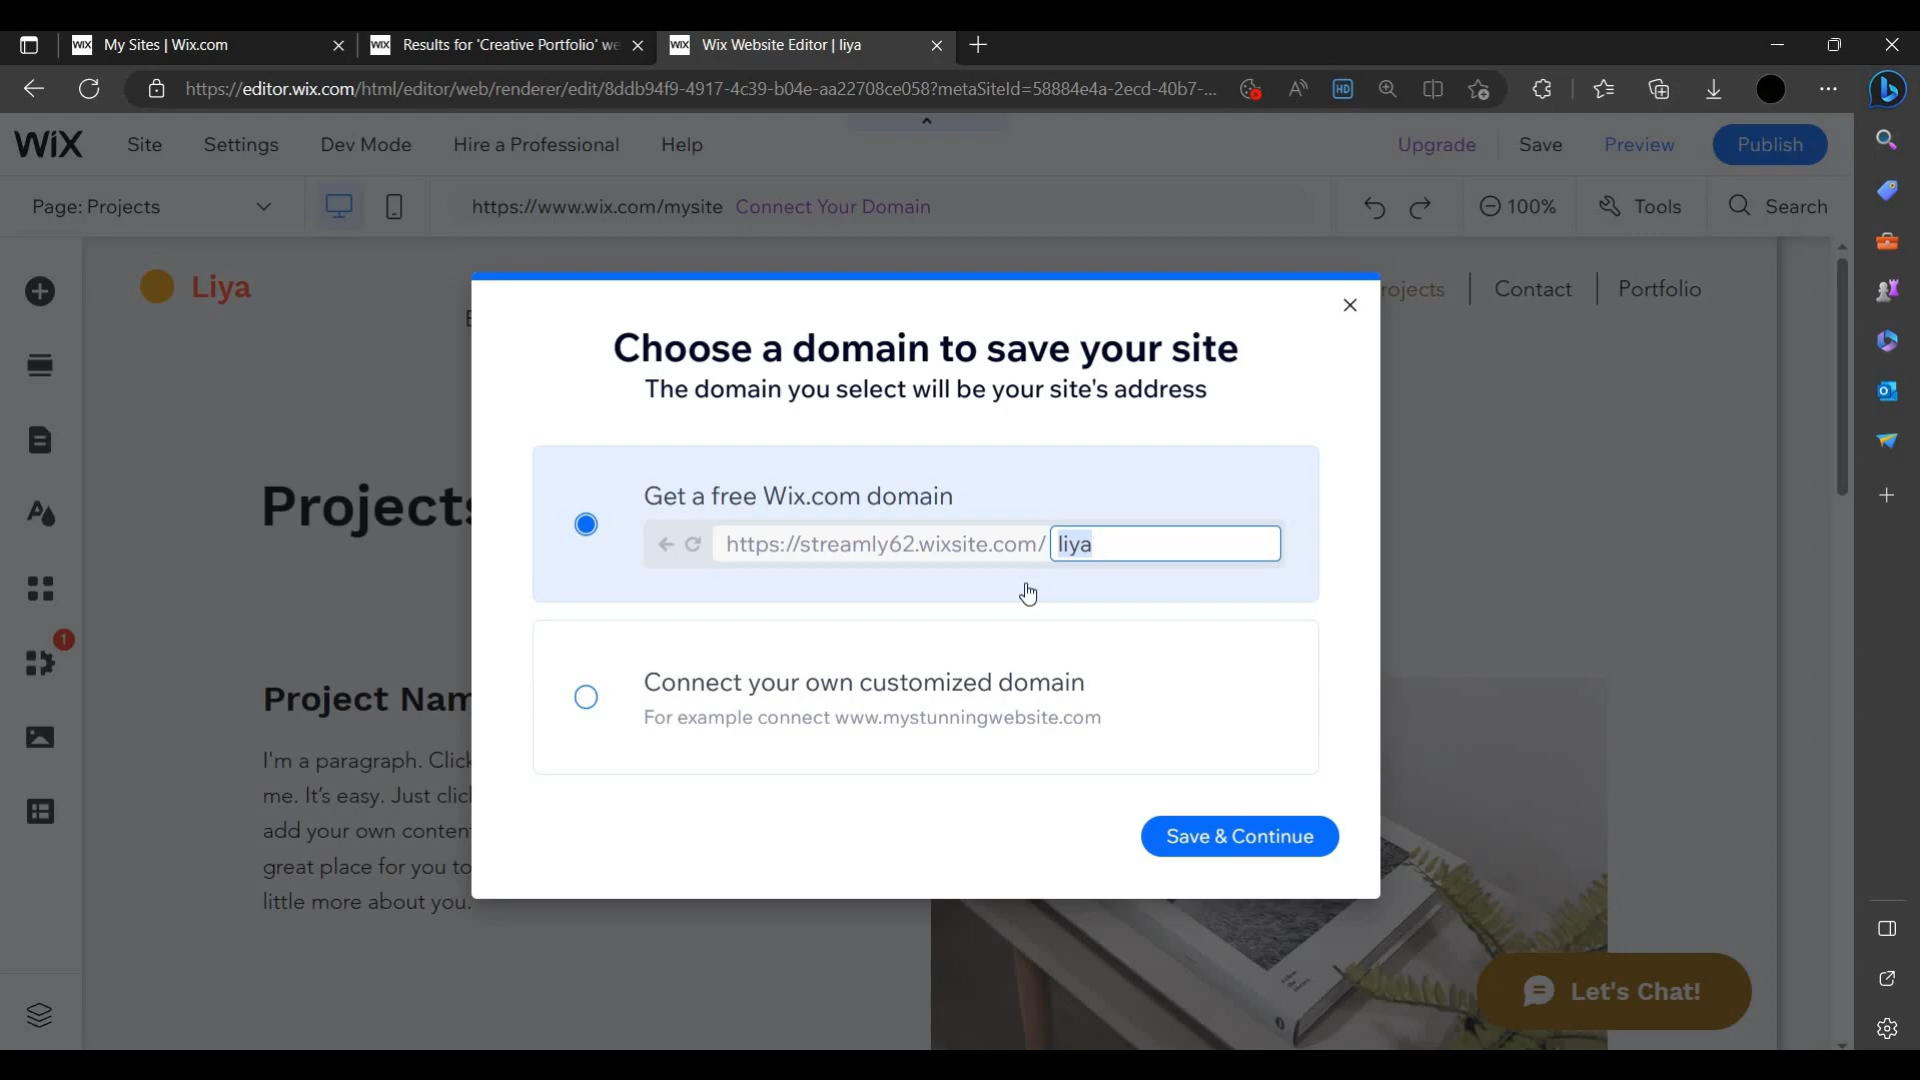 My Sites | Wix.com
Results for 'Creative Portfolio' we
Wix Website Editor | liya
https://editor.wix.com/html/editor/web/renderer/edit/8ddb94f9-4917-4c39-b04e-aa22708ce058?metaSiteId=58884e4a-2ecd-40b7-...
WiX Site Settings Dev Mode Hire a Professional Help Upgrade Save Preview Publish
Page: Projects https://www.wix.com/mysite Connect Your Domain 100% Tools Search
Liya rojects Contact Portfolio
Choose a domain to save your site
The domain you select will be your site's address
Get a free Wix.com domain
https://streamly62.wixsite.com/ liya
Projects
Connect your own customized domain
For example connect www.mystunningwebsite.com
1
Project Nam
I'm a paragraph. Click
me. It's easy. Just clic
add your own conten
great place for you to
little more about you.
Save & Continue
Let's Chat!